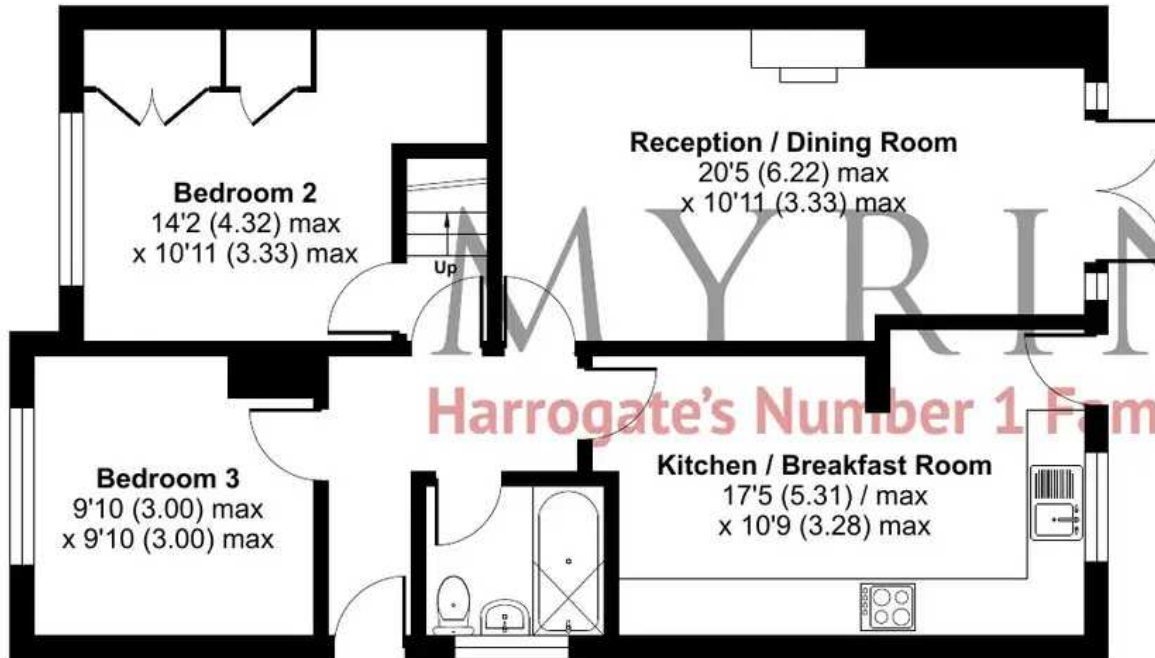 Reception / Dining Room
20'5 (6.22) max
x 10'11 (3.33) max
Bedroom 2
14'2 (4.32) max
x 10'11 (3.33) max
Up
MYRIN
Harrogate's Number 1 Fam
Bedroom 3
9'10 (3.00) max
x 9'10 (3.00) max
Kitchen / Breakfast Room
17'5 (5.31) / max
x 10'9 (3.28) max